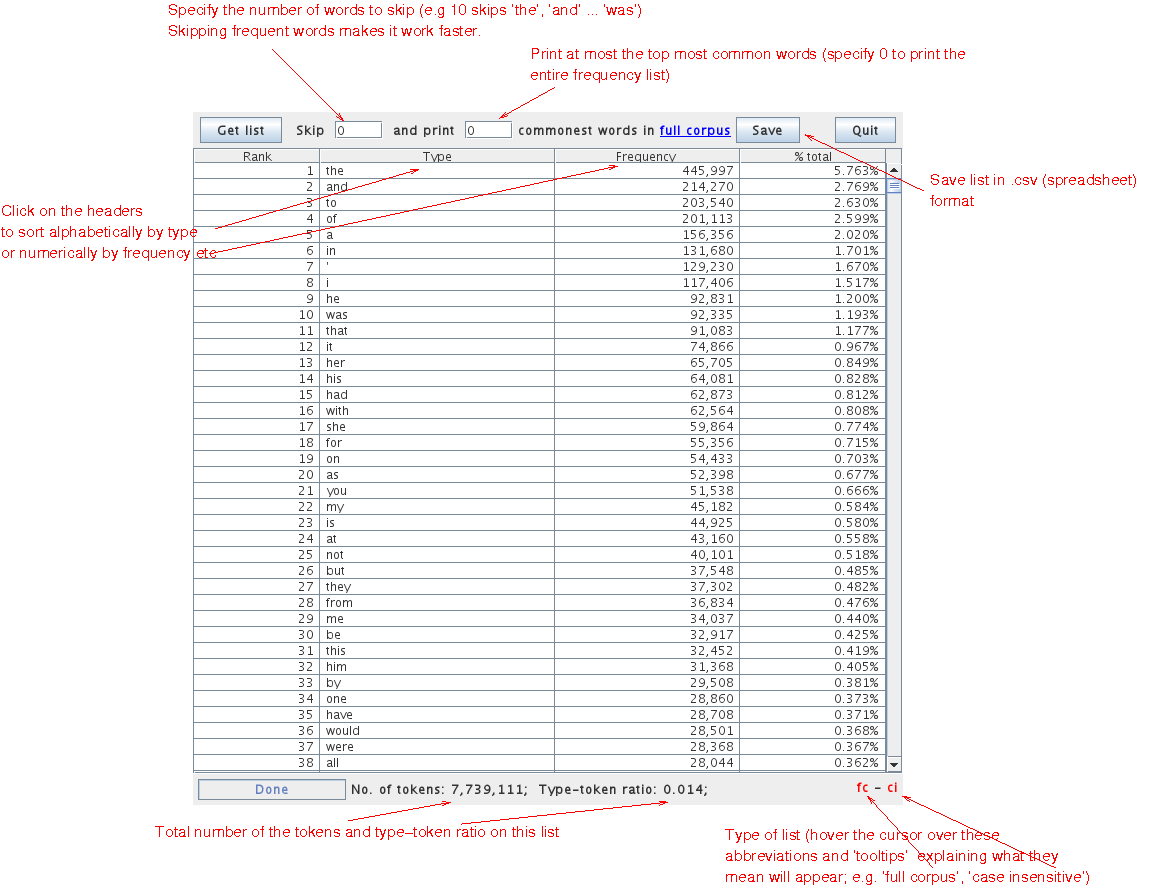 Specify the number of words to skip (e.g 10 skips 'the', 'and' ... 'was')
Skipping frequent words makes it work faster.
Print at most the top most common words (specify 0 to print the
entire frequency list)
Get list Skip 0 and print 0 commonest words in full corpus Save Quit
Rank Type Frequency % total
1 the 445,997 5.763%
2 and 214,270 2.769%
3 to 203,540 2.630%
4 of 201,113 2.599%
5 a 156,356 2.020%
6 in 131,680 1.701%
7 ' 129,230 1.670%
8 i 117,406 1.517%
9 he 92,831 1.200%
10 was 92,335 1.193%
11 that 91,083 1.177%
12 it 74,866 0.967%
13 her 65,705 0.849%
14 his 64,081 0.828%
15 had 62,873 0.812%
16 with 62,564 0.808%
17 she 59,864 0.774%
18 for 55,356 0.715%
19 on 54,433 0.703%
20 as 52,398 0.677%
21 you 51,538 0.666%
22 my 45,182 0.584%
23 is 44,925 0.580%
24 at 43,160 0.558%
25 not 40,101 0.518%
26 but 37,548 0.485%
27 they 37,302 0.482%
28 from 36,834 0.476%
29 me 34,037 0.440%
30 be 32,917 0.425%
31 this 32,452 0.419%
32 him 31,368 0.405%
33 by 29,508 0.381%
34 one 28,860 0.373%
35 have 28,708 0.371%
36 would 28,501 0.368%
37 were 28,368 0.367%
38 all 28,044 0.362%
Save list in .csv (spreadsheet)
format
Click on the headers
to sort alphabetically by type
or numerically by frequency etc
Done No. of tokens: 7,739,111; Type-token ratio: 0.014; fc - ci
Total number of the tokens and type-token ratio on this list
Type of list (hover the cursor over these
abbreviations and 'tooltips' explaining what they
mean will appear; e.g. 'full corpus', 'case insensitive')